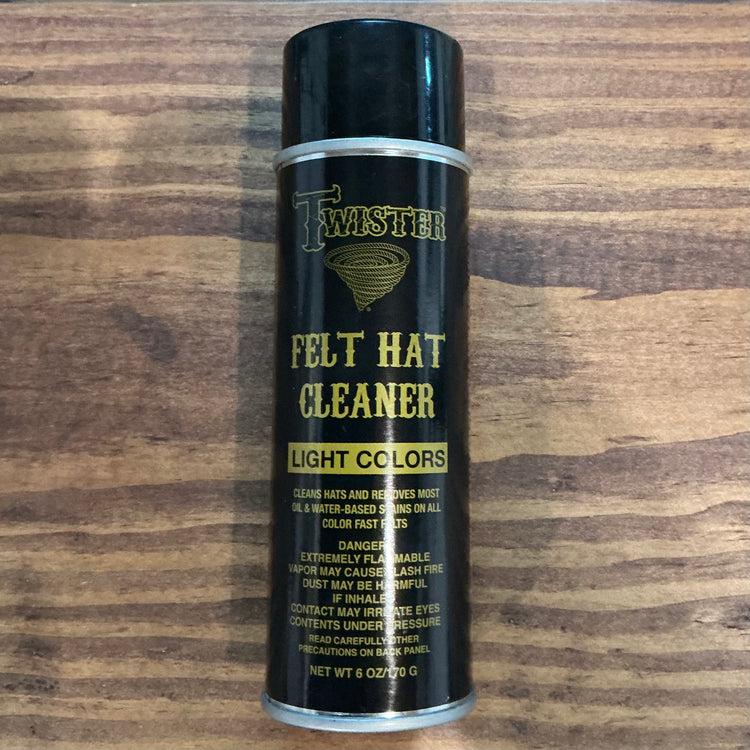 TWISTER™
FELT HAT
CLEANER
LIGHT COLORS
CLEANS HATS AND REMOVES MOST
OIL & WATER-BASED STAINS ON ALL
COLOR FAST FELTS
DANGER
EXTREMELY FLAMMABLE
VAPOR MAY CAUSE FLASH FIRE
DUST MAY BE HARMFUL
IF INHALED
CONTACT MAY IRRITATE EYES
CONTENTS UNDER PRESSURE
READ CAREFULLY OTHER
PRECAUTIONS ON BACK PANEL
NET WT 6 OZ/170 G